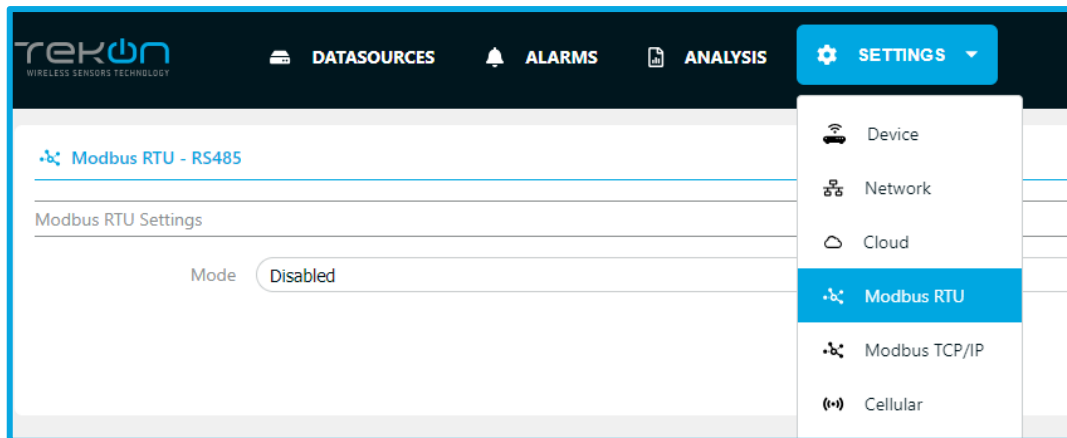 TEKON
WIRELESS SENSORS TECHNOLOGY
DATASOURCES
ALARMS
ANALYSIS
SETTINGS
Modbus RTU - RS485
Modbus RTU Settings
Mode
Disabled
Device
Network
Cloud
Modbus RTU
Modbus TCP/IP
Cellular